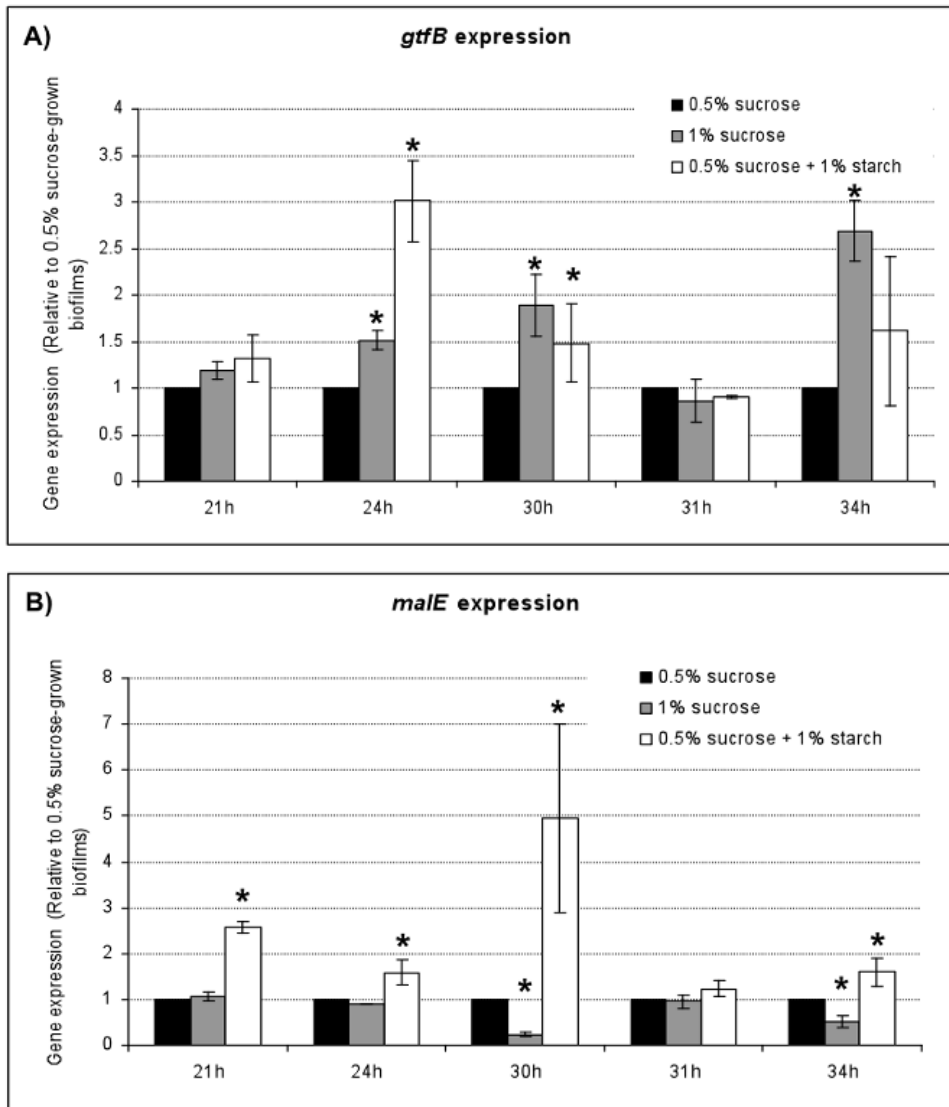 A)
gtfB expression
0.5% sucrose
1% sucrose
0.5% sucrose + 1% starch
Gene expression (Relative to 0.5% sucrose-grown
biofilms)
4
3.5
3
2.5
2
1.5
1
0.5
0
*
*
*
*
*
21h 24h 30h 31h 34h
B)
malE expression
0.5% sucrose
1% sucrose
0.5% sucrose + 1% starch
Gene expression (Relative to 0.5% sucrose-grown
biofilms)
8
7
6
5
4
3
2
1
0
*
*
*
*
*
*
21h 24h 30h 31h 34h